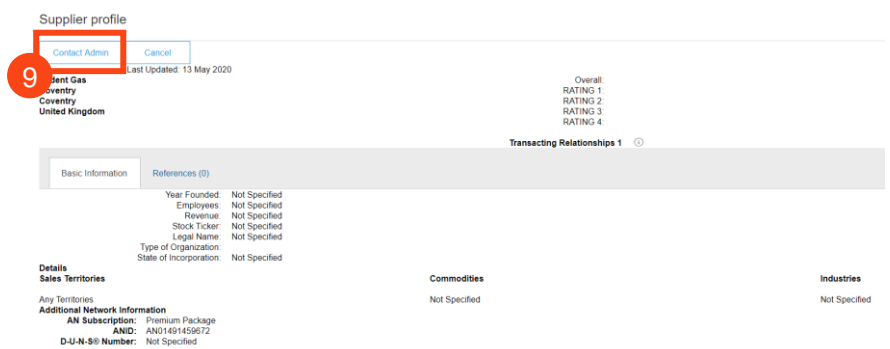 Supplier profile
Contact Admin Cancel
Last Updated: 13 May 2020
9
Gas
Coventry
Coventry
United Kingdom
Overall:
RATING 1:
RATING 2:
RATING 3:
RATING 4:
Transacting Relationships 1
Basic Information References (0)
Year Founded: Not Specified
Employees: Not Specified
Revenue: Not Specified
Stock Ticker: Not Specified
Legal Name: Not Specified
Type of Organization:
State of Incorporation: Not Specified
Details
Sales Territories Commodities Industries
Any Territories Not Specified Not Specified
Additional Network Information
AN Subscription: Premium Package
ANID: AN01491459672
D-U-N-S® Number: Not Specified